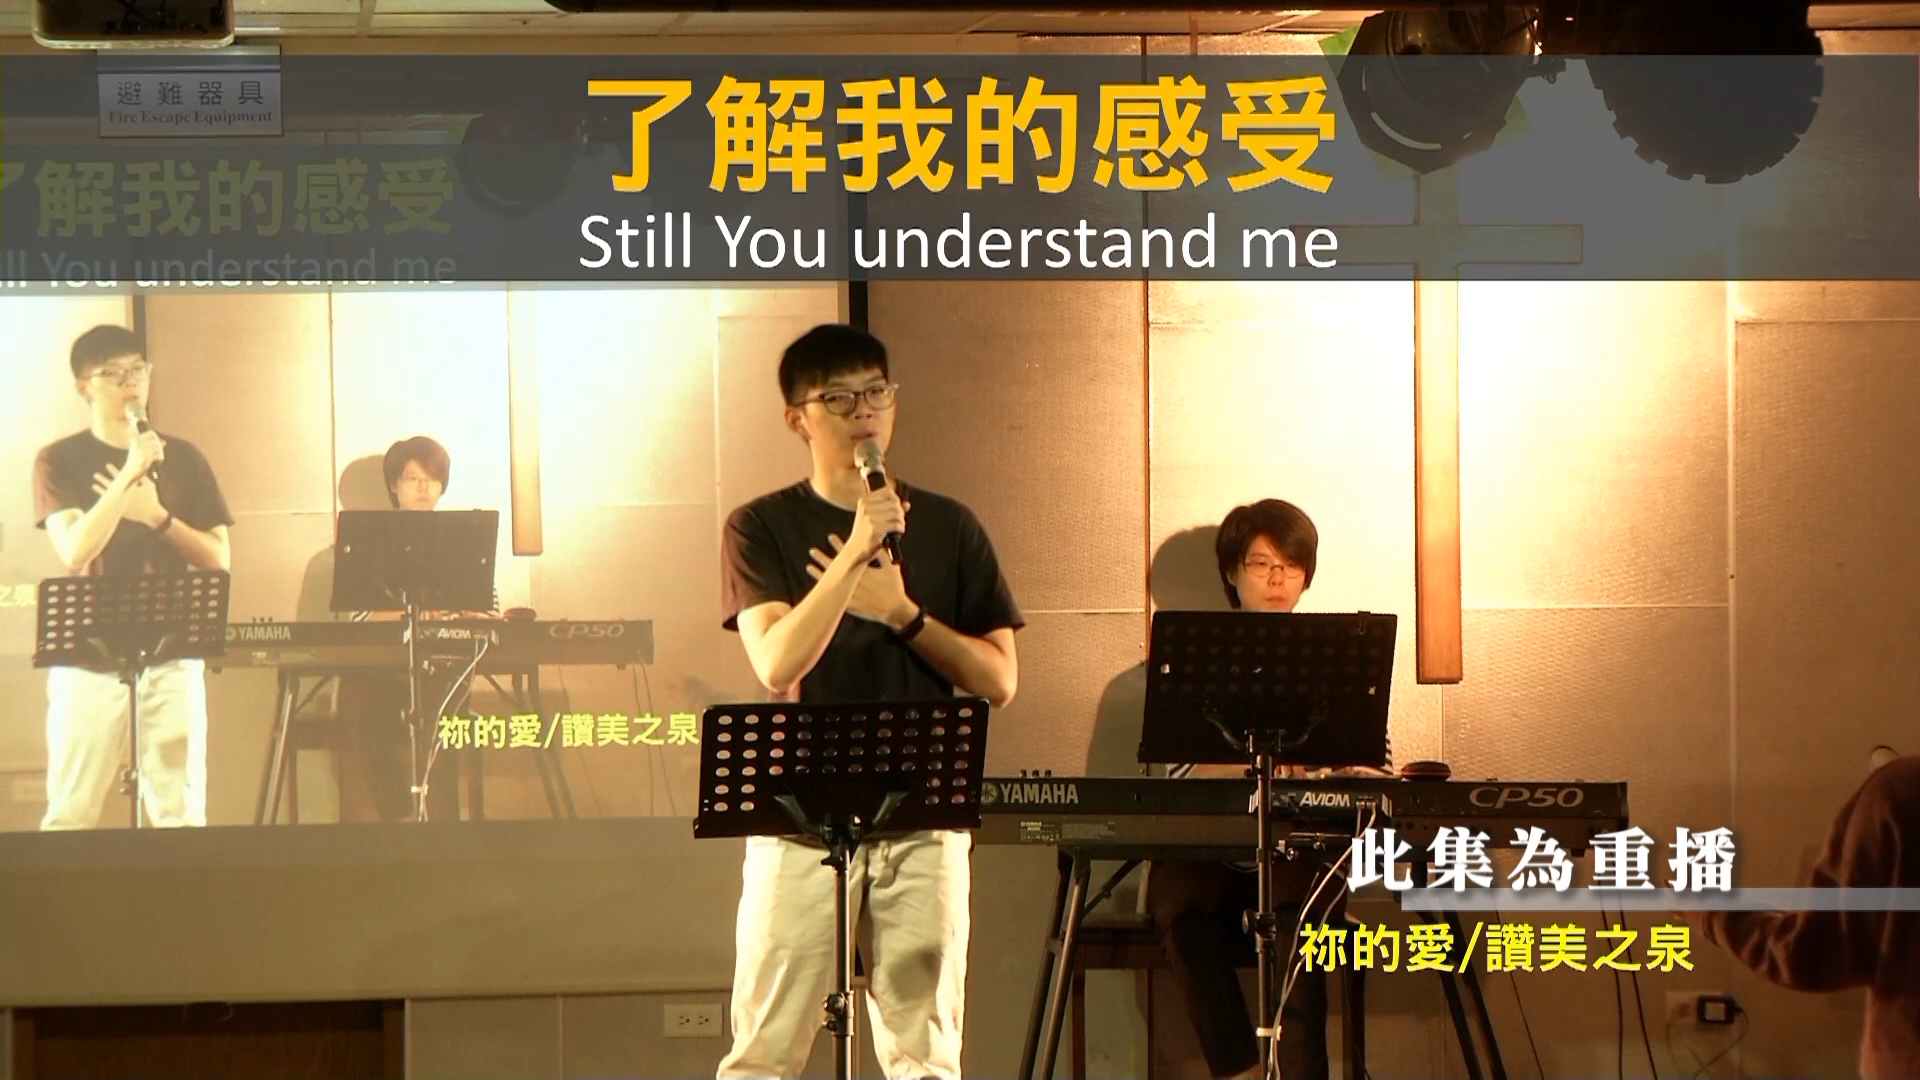 避難器具
Fire Escape Equipment
了解我的感受
Still You understand me
解我的感受
ll You understand me
YAMAHA
AVIOM
CP50
祢的愛/讚美之泉
YAMAHA
AVIOM
CP50
此集為重播
祢的愛/讚美之泉